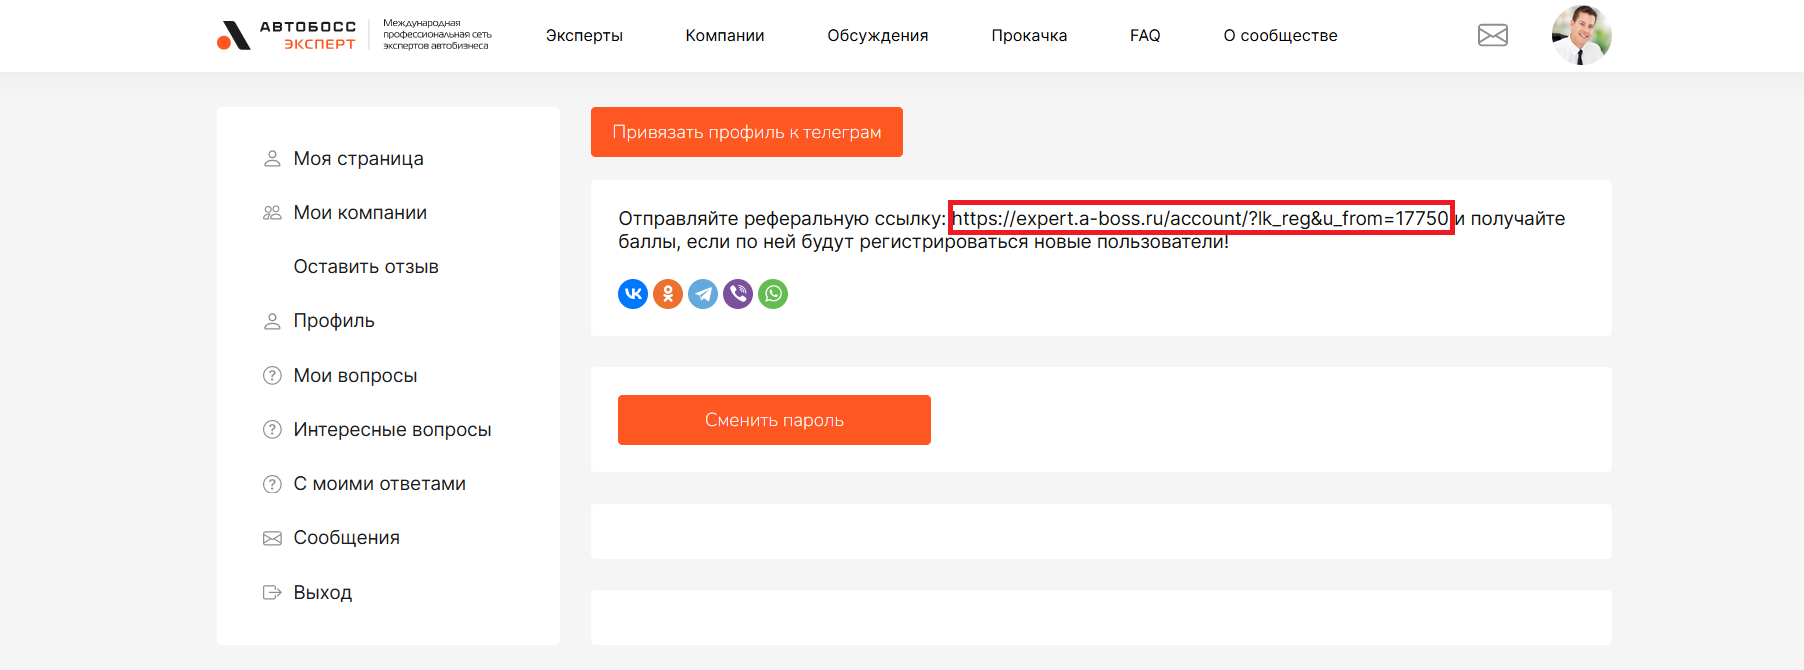 АВТОБОСС
ЭКСПЕРТ
Международная
профессиональная сеть
экспертов автобизнеса
Эксперты
Компании
Обсуждения
Прокачка
FAQ
О сообществе
Моя страница
Мои компании
Оставить отзыв
Профиль
Мои вопросы
Интересные вопросы
С моими ответами
Сообщения
Выход
Привязать профиль к телеграм
Отправляйте реферальную ссылку: https://expert.a-boss.ru/account/?lk_reg&u_from=17750 и получайте
баллы, если по ней будут регистрироваться новые пользователи!
Сменить пароль